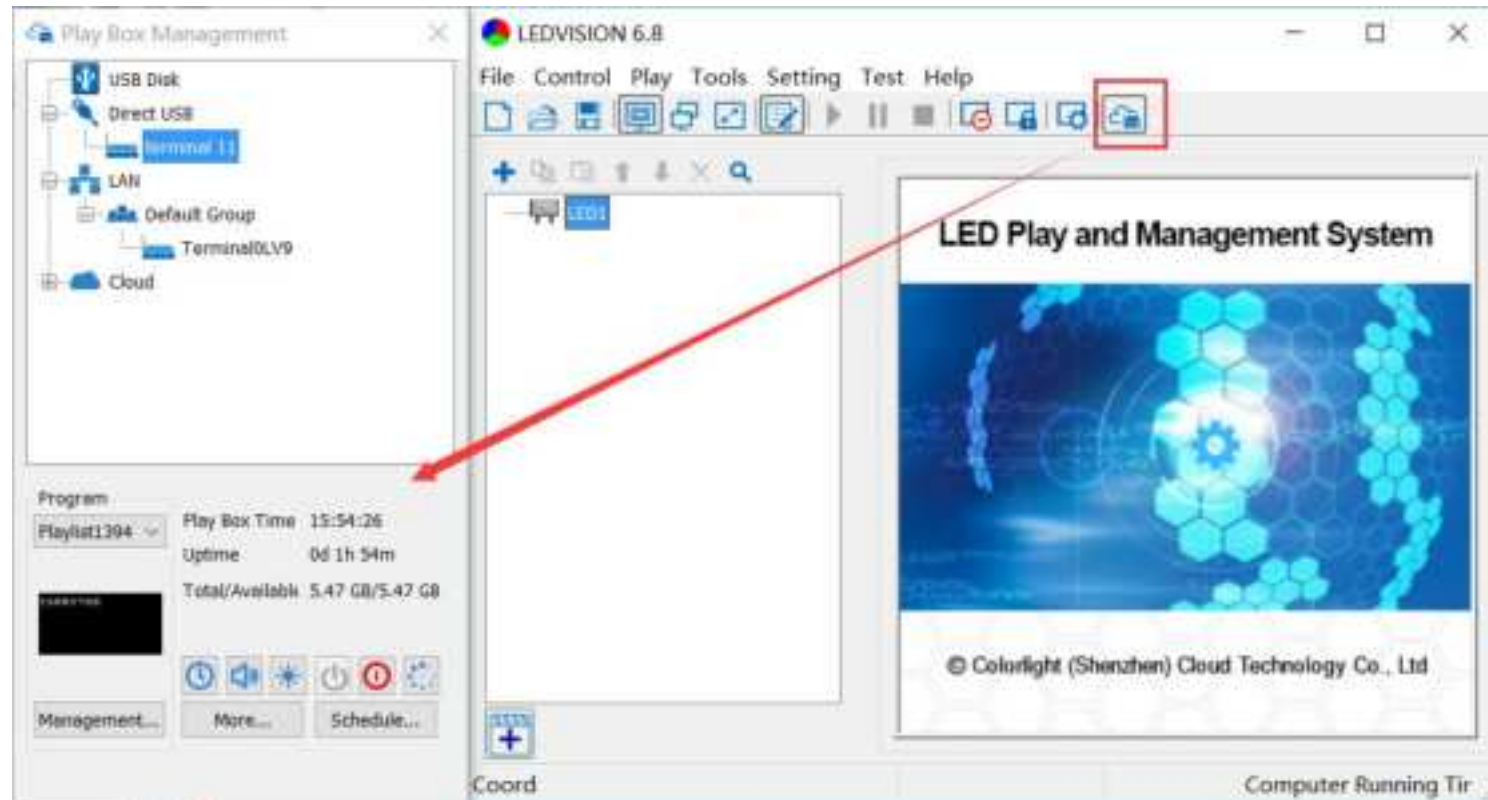 Play Box Management
USB Disk
Direct USB
Terminal 11
LAN
Default Group
Terminal0LV9
Cloud
Program
Playlist1394
Play Box Time 15:54:26
Uptime 0d 1h 54m
Total/Availabl 5.47 GB/5.47 GB
Management...
More...
Schedule...
LEDVISION 6.8
File Control Play Tools Setting Test Help
LED1
LED Play and Management System
© Colorlight (Shenzhen) Cloud Technology Co., Ltd
Coord
Computer Running Tir